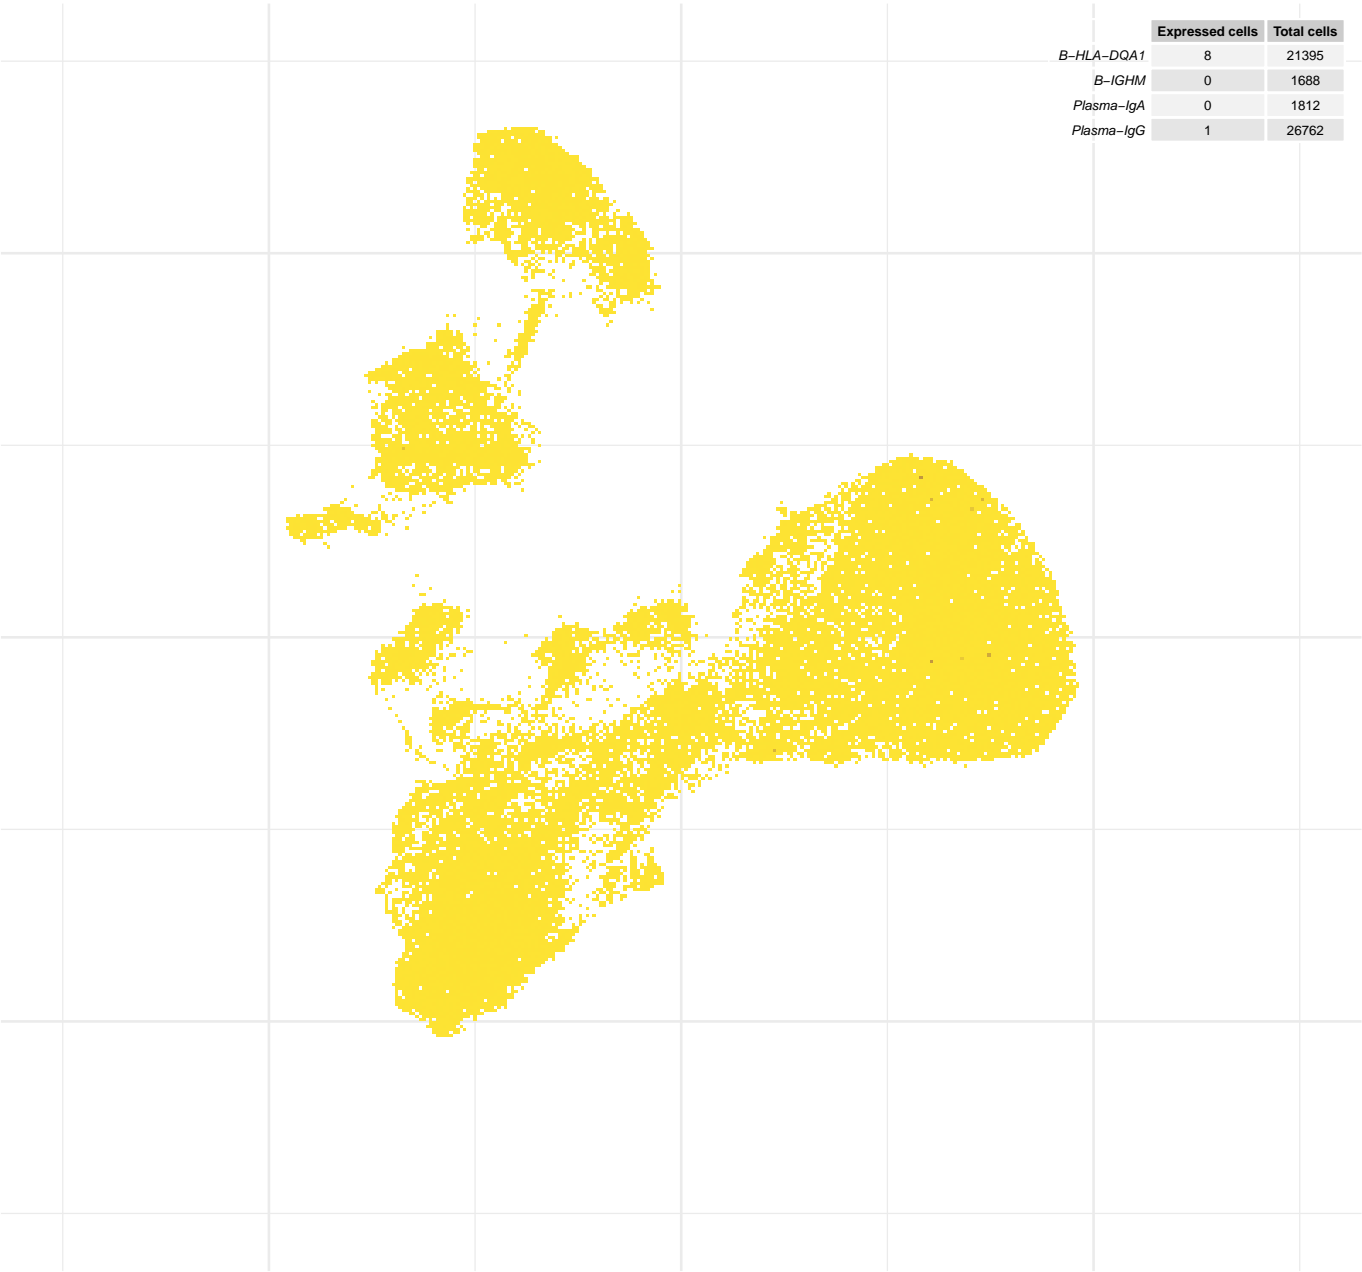 Expressed cells Total cells
B−HLA−DQA1 8 21395
B−IGHM 0 1688
Plasma−IgA 0 1812
Plasma−IgG 1 26762